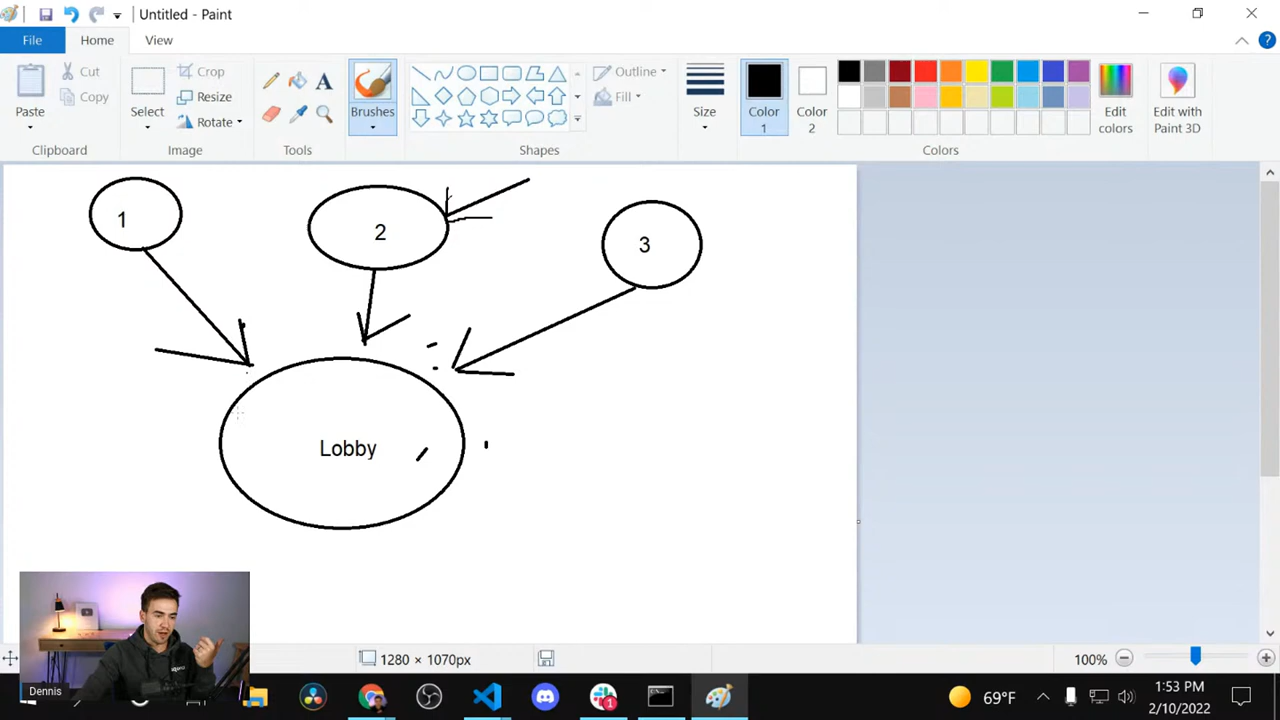 Untitled - Paint
File Home View
Paste
Cut
Copy
Clipboard
Select
Crop
Resize
Rotate
Image
A
Tools
Brushes
Outline
Fill
Shapes
Size
Color 1
Color 2
Edit colors
Colors
Edit with Paint 3D
1
2
3
Lobby
Dennis
1280 × 1070px
100%
1
69°F
1:53 PM
2/10/2022